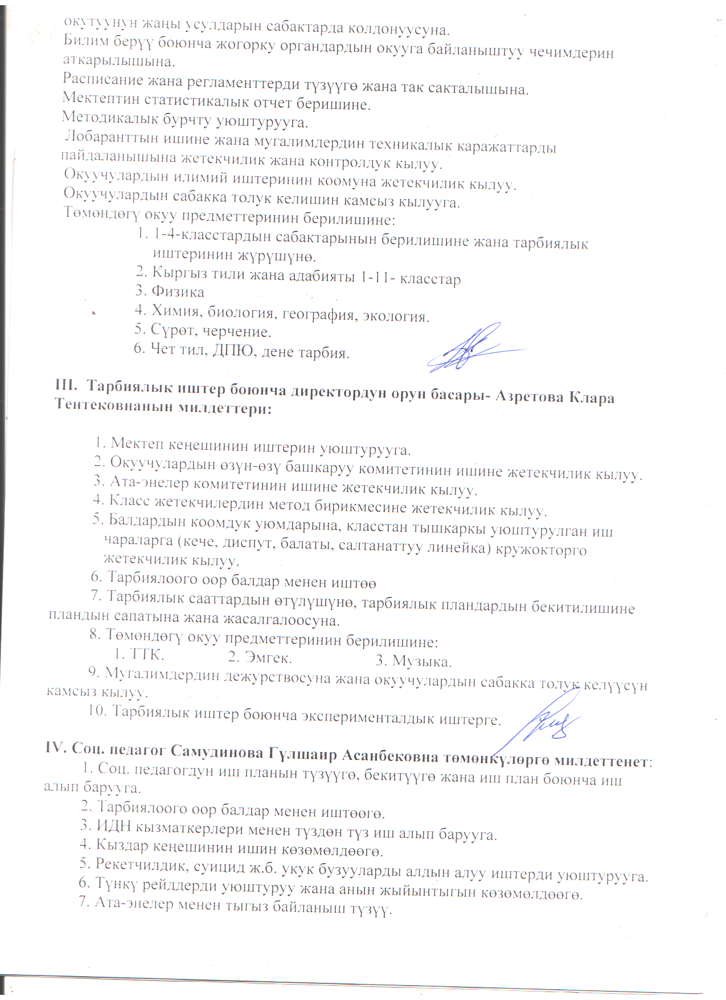 окутуунун жаңы усулдарын сабактарда колдонуусуна.
Билим берүү боюнча жогорку органдардын окууга байланыштуу чечимдерин
аткарылышына.
Расписание жана регламенттерди түзүүгө жана так сакталышына.
Мектептин статистикалык отчет беришине.
Методикалык бурчту уюштурууга.
Лобаранттын ишине жана мугалимдердин техникалык каражаттарды
пайдаланышына жетекчилик жана контролдук кылуу.
Окуучулардын илимий иштеринин коомуна жетекчилик кылуу.
Окуучулардын сабакка толук келишин камсыз кылууга.
Төмөндөгү окуу предметтеринин берилишине:
1. 1-4-класстардын сабактарынын берилишине жана тарбиялык
иштеринин жүрүшүнө.
2. Кыргыз тили жана адабияты 1-11- класстар
3. Физика
4. Химия, биология, география, экология.
5. Сүрөт, черчение.
6. Чет тил, ДПЮ, дене тарбия.
III. Тарбиялык иштер боюнча директордун орун басары- Азретова Клара
Тентековнанын милдеттери:
1. Мектеп кеңешинин иштерин уюштурууга.
2. Окуучулардын өзүн-өзү башкаруу комитетинин ишине жетекчилик кылуу.
3. Ата-энелер комитетинин ишине жетекчилик кылуу.
4. Класс жетекчилердин метод бирикмесине жетекчилик кылуу.
5. Балдардын коомдук уюмдарына, класстан тышкаркы уюштурулган иш
чараларга (кече, диспут, балаты, салтанаттуу линейка) кружокторго
жетекчилик кылуу.
6. Тарбиялоого оор балдар менен иштөө
7. Тарбиялык сааттардын өтүлүшүнө, тарбиялык пландардын бекитилишине
пландын сапатына жана жасалгалоосуна.
8. Төмөндөгү окуу предметтеринин берилишине:
1. ТТК. 2. Эмгек. 3. Музыка.
9. Мугалимдердин дежурствосуна жана окуучулардын сабакка толук келүүсүн
камсыз кылуу.
10. Тарбиялык иштер боюнча эксперименталдык иштерге.
IV. Соц. педагог Самудинова Гүлшаир Асанбековна төмөнкүлөргө милдеттенет:
1. Соц. педагогдун иш планын түзүүгө, бекитүүгө жана иш план боюнча иш
алып барууга.
2. Тарбиялоого оор балдар менен иштөөгө.
3. ИДН кызматкерлери менен түздөн түз иш алып барууга.
4. Кыздар кеңешинин ишин көзөмөлдөөгө.
5. Рекетчилдик, суицид ж.б. укук бузууларды алдын алуу иштерди уюштурууга.
6. Түнкү рейддерди уюштуруу жана анын жыйынтыгын көзөмөлдөөгө.
7. Ата-энелер менен тыгыз байланыш түзүү.